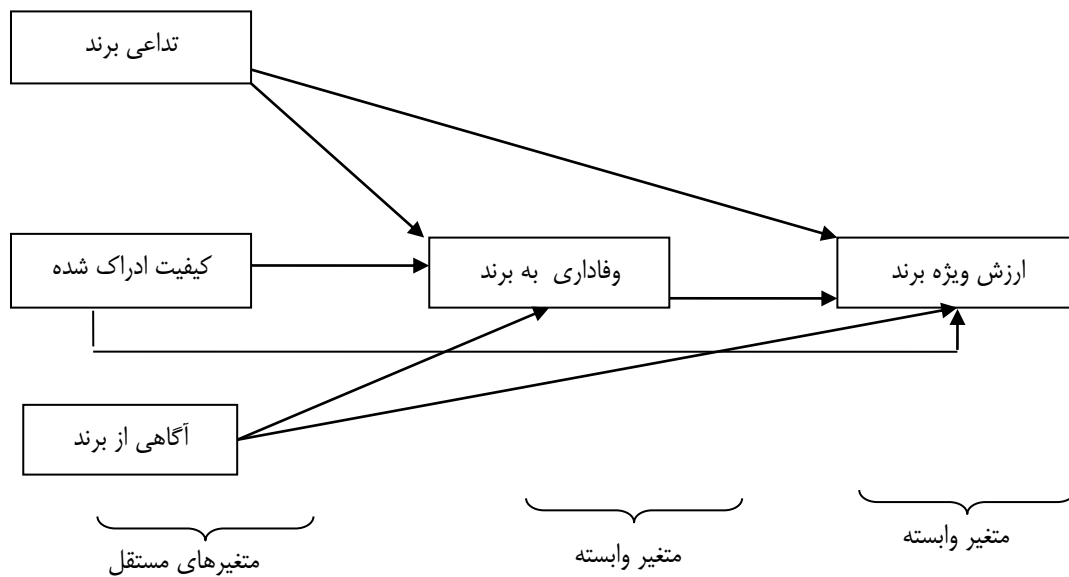 تداعی برند
کیفیت ادراک شده
وفاداری به برند
ارزش ویژه برند
آگاهی از برند
متغیرهای مستقل
متغیر وابسته
متغیر وابسته